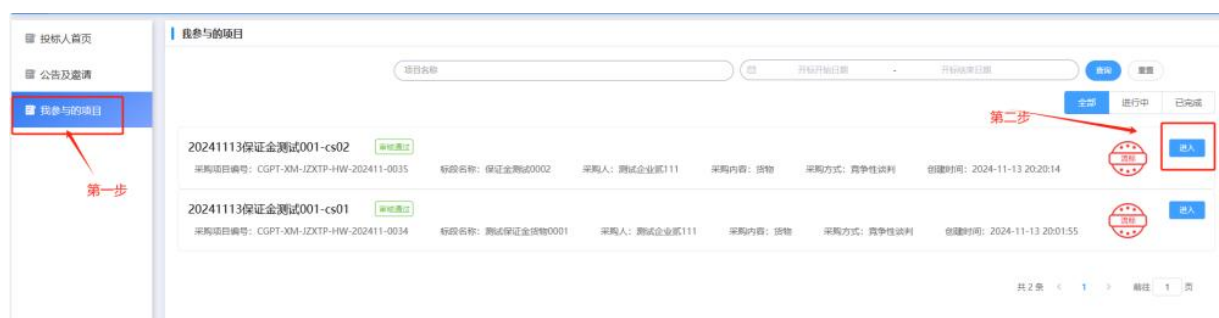 投标人首页
公告及邀请
我参与的项目
第一步
我参与的项目
项目名称 开标开始日期 - 开标结束日期 查询 重置
全部 进行中 已完成
第二步
20241113保证金测试001-cs02 审核通过
采购项目编号：CGPT-XM-JZXTP-HW-202411-0035 标段名称：保证金测试0002 采购人：测试企业贰111 采购内容：货物 采购方式：竞争性谈判 创建时间：2024-11-13 20:20:14
流标 进入
20241113保证金测试001-cs01 审核通过
采购项目编号：CGPT-XM-JZXTP-HW-202411-0034 标段名称：测试保证金货物0001 采购人：测试企业贰111 采购内容：货物 采购方式：竞争性谈判 创建时间：2024-11-13 20:01:55
流标 进入
共 2 条 < 1 > 前往 1 页